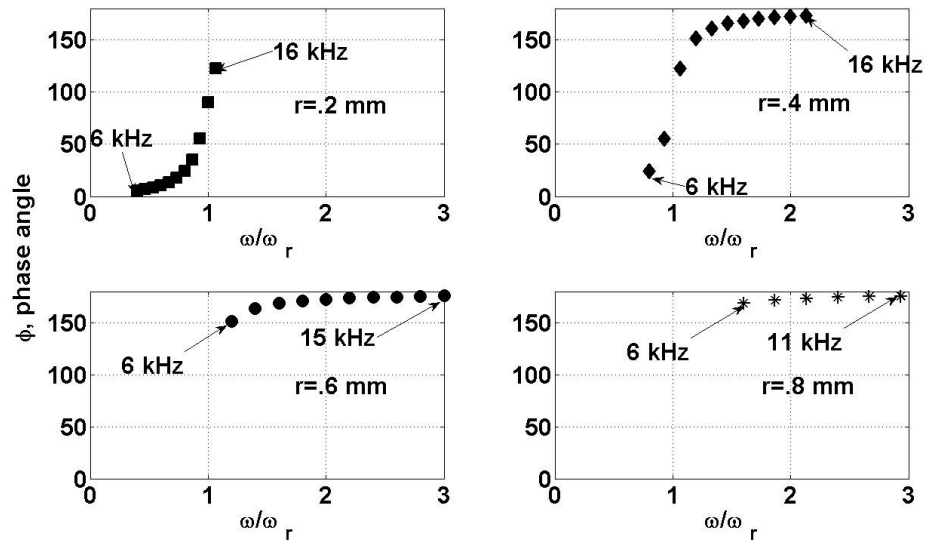 150
100
50
0
16 kHz
r=.2 mm
6 kHz
0 1 2 3
ω/ω r
150
100
50
0
16 kHz
r=.4 mm
6 kHz
0 1 2 3
ω/ω r
ϕ, phase angle
150
100
50
0
6 kHz
15 kHz
r=.6 mm
0 1 2 3
ω/ω r
150
100
50
0
6 kHz
11 kHz
r=.8 mm
0 1 2 3
ω/ω r